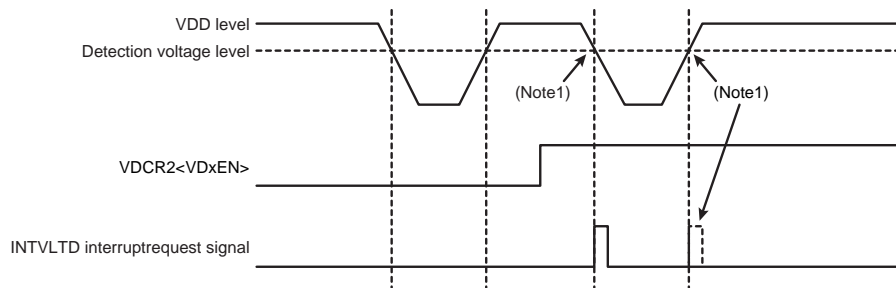 VDD level
Detection voltage level
(Note1)
(Note1)
VDCR2<VDxEN>
INTVLTD interruptrequest signal